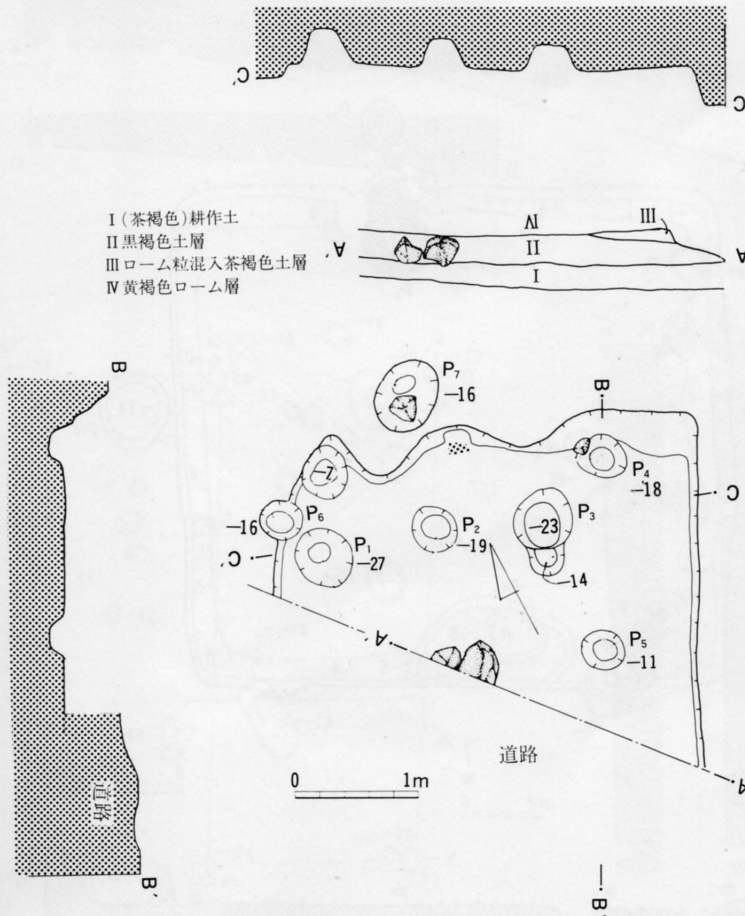 C' C
I (茶褐色) 耕作土
II 黒褐色土層
III ローム粒混入茶褐色土層
IV 黄褐色ローム層
IV III
A' II A
I
B
P₇
-16
B
-7
P₄
-18
C
P₆
-16
P₃
-23
P₂
-19
C'
P₁
-27
-14
A'
P₅
-11
道路
0 1m
A
道路
B'
B'